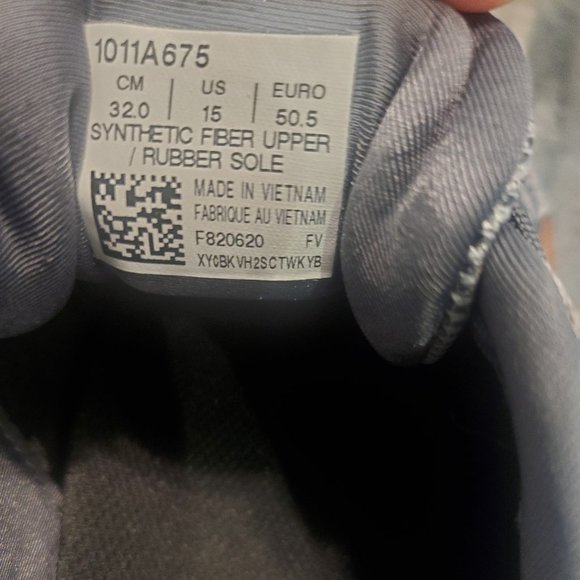 1011A675
CM | US | EURO
32.0 | 15 | 50.5
SYNTHETIC FIBER UPPER
/ RUBBER SOLE
MADE IN VIETNAM
FABRIQUE AU VIETNAM
F820620 FV
XY0BKVH2SCTWKYB